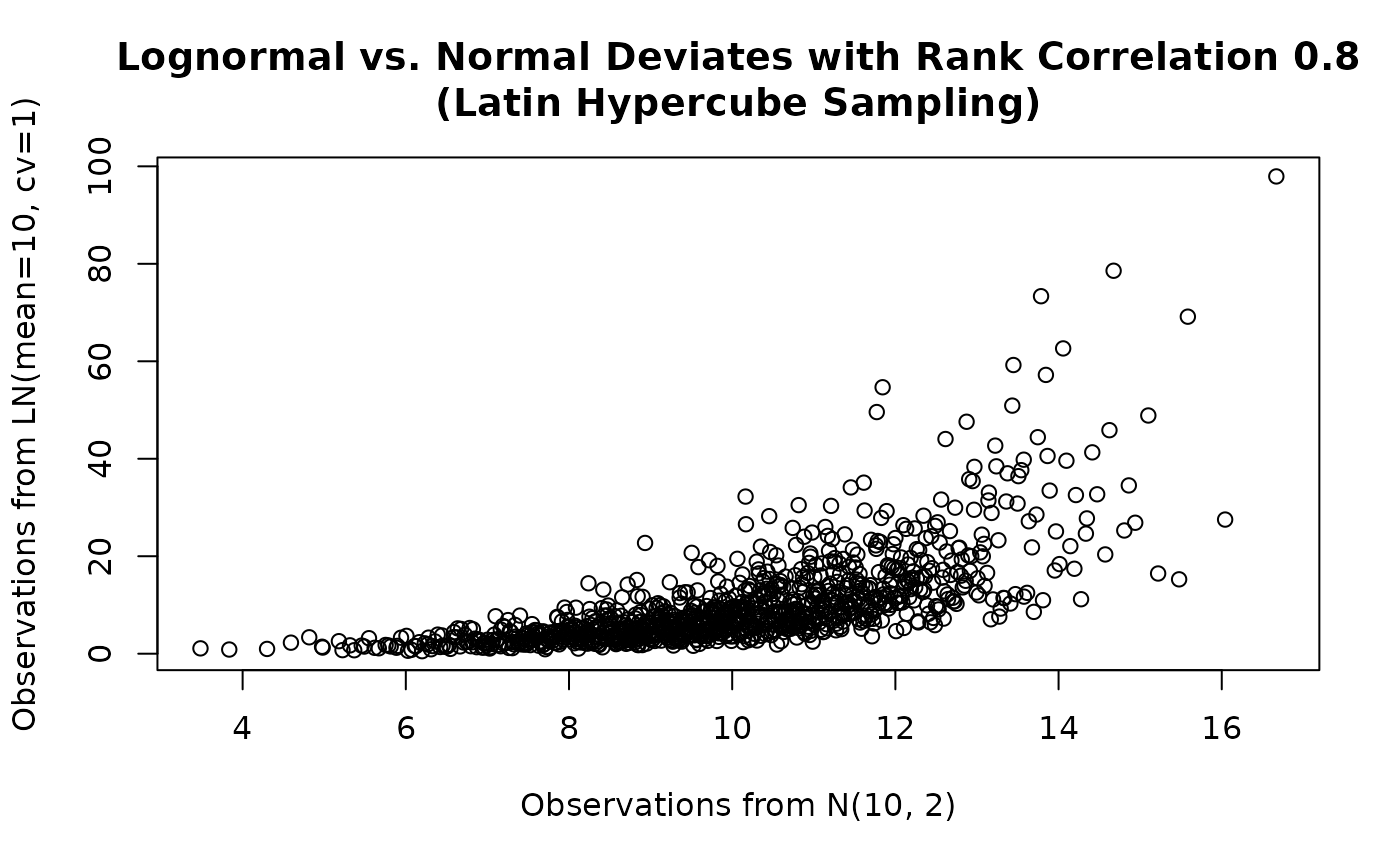 Lognormal vs. Normal Deviates with Rank Correlation 0.8
(Latin Hypercube Sampling)
Observations from LN(mean=10, cv=1)
100
80
60
40
20
0
4 6 8 10 12 14 16
Observations from N(10, 2)